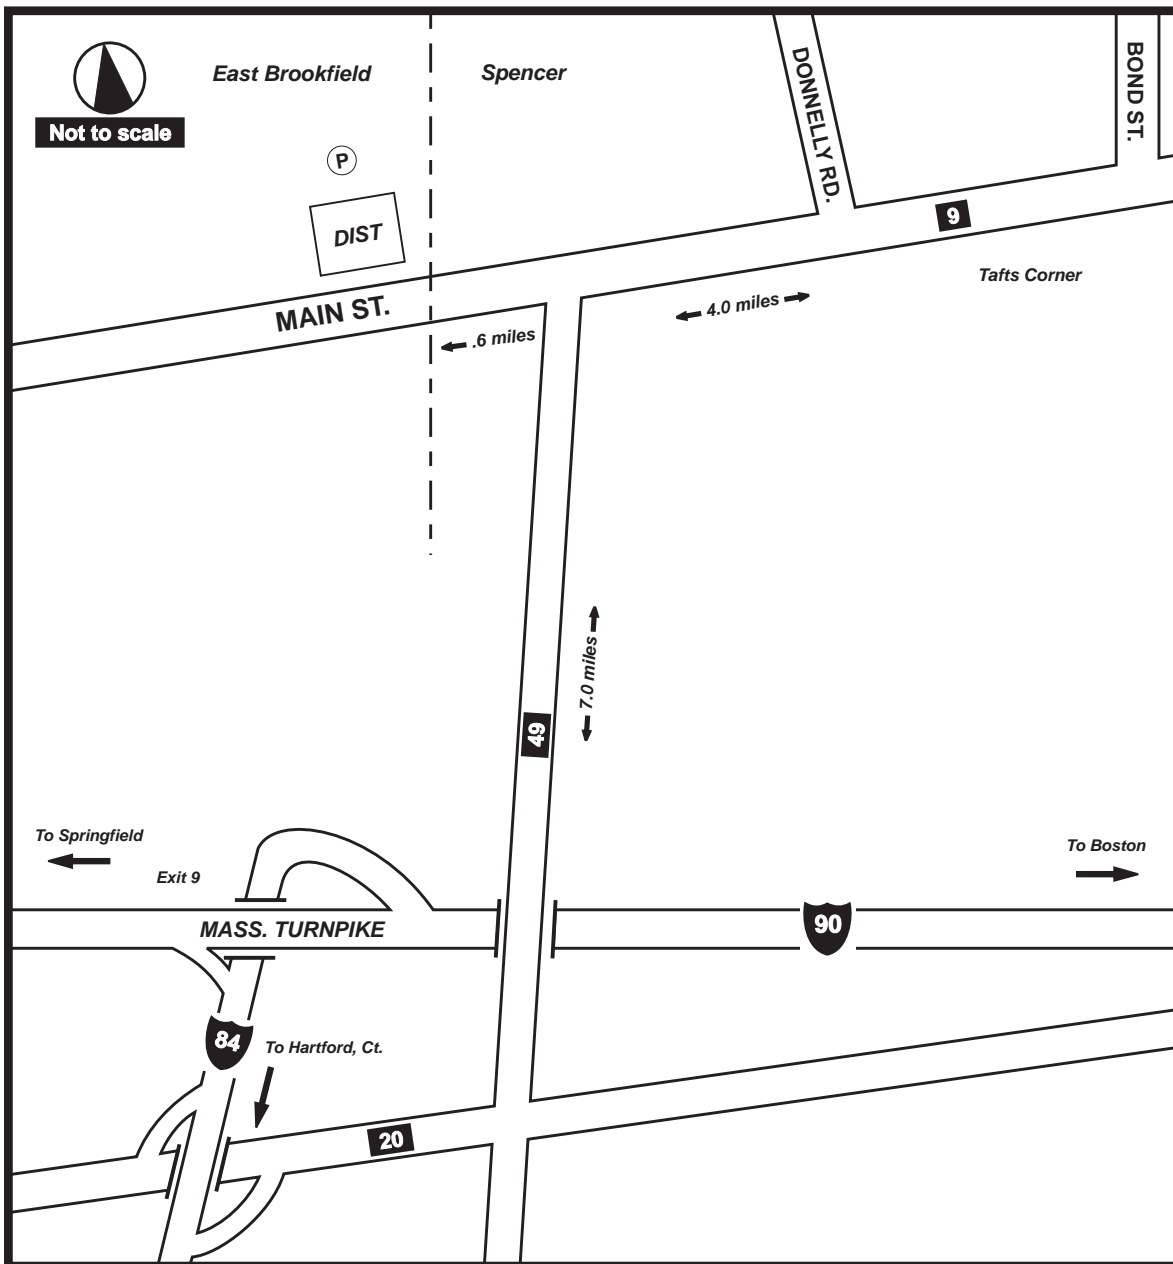 East Brookfield
Spencer
DONNELLY RD.
BOND ST.
Not to scale
P
DIST
9
Tafts Corner
MAIN ST.
4.0 miles
.6 miles
7.0 miles
49
To Springfield
To Boston
Exit 9
MASS. TURNPIKE
90
84
To Hartford, Ct.
20